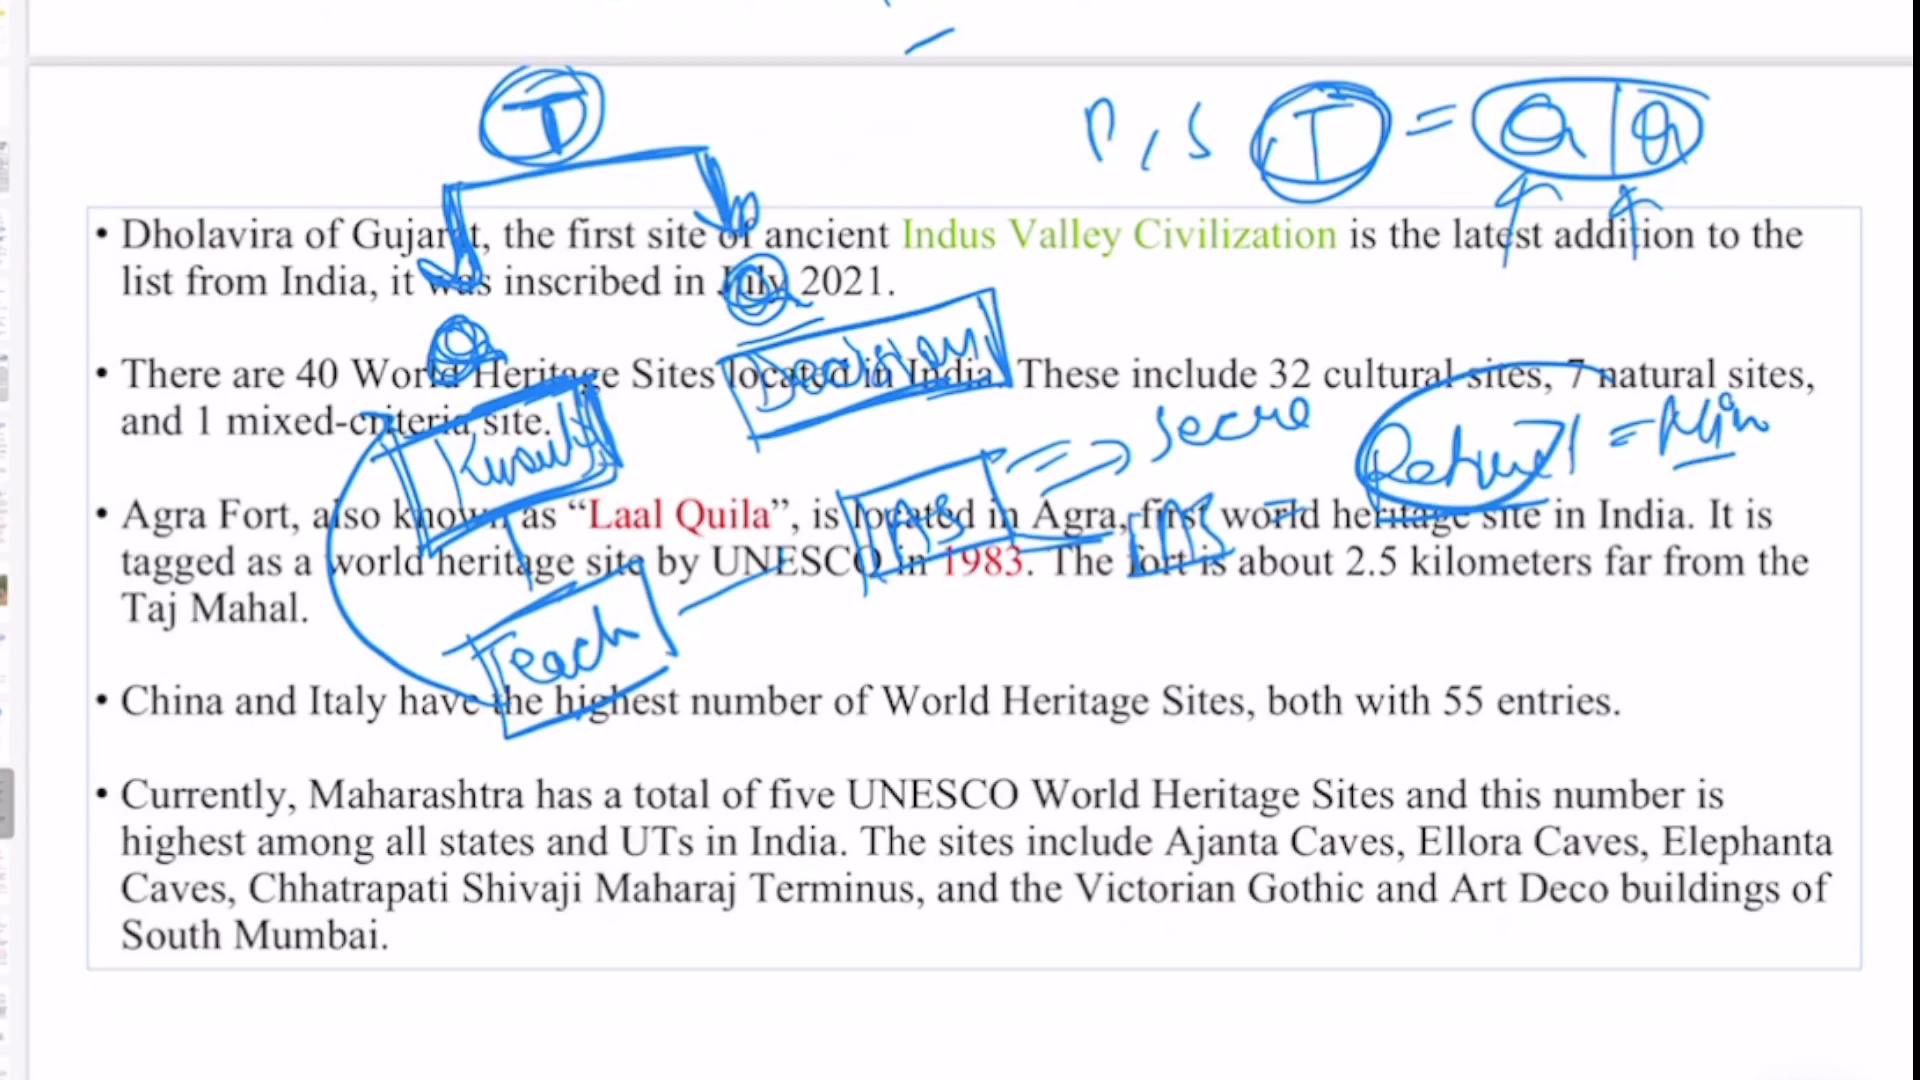 T
P, S T = Q Q
• Dholavira of Gujarat, the first site of ancient Indus Valley Civilization is the latest addition to the
list from India, it was inscribed in July 2021.
Q
Q
Decision
• There are 40 World Heritage Sites located in India. These include 32 cultural sites, 7 natural sites,
and 1 mixed-criteria site.
Secre
= Min
IAS
IAS =
• Agra Fort, also known as “Laal Quila”, is located in Agra, first world heritage site in India. It is
tagged as a world heritage site by UNESCO in 1983. The fort is about 2.5 kilometers far from the
Taj Mahal.
Teach
• China and Italy have the highest number of World Heritage Sites, both with 55 entries.
• Currently, Maharashtra has a total of five UNESCO World Heritage Sites and this number is
highest among all states and UTs in India. The sites include Ajanta Caves, Ellora Caves, Elephanta
Caves, Chhatrapati Shivaji Maharaj Terminus, and the Victorian Gothic and Art Deco buildings of
South Mumbai.